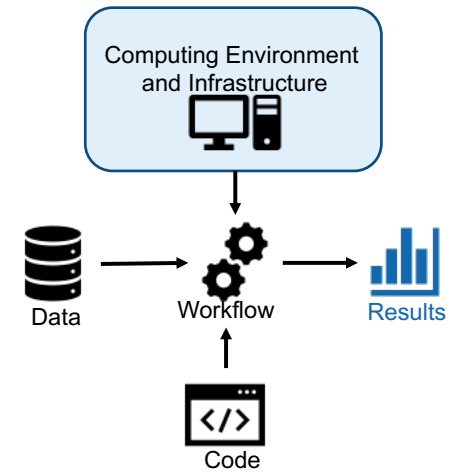 Computing Environment
and Infrastructure
Data
Workflow
Results
</>
Code